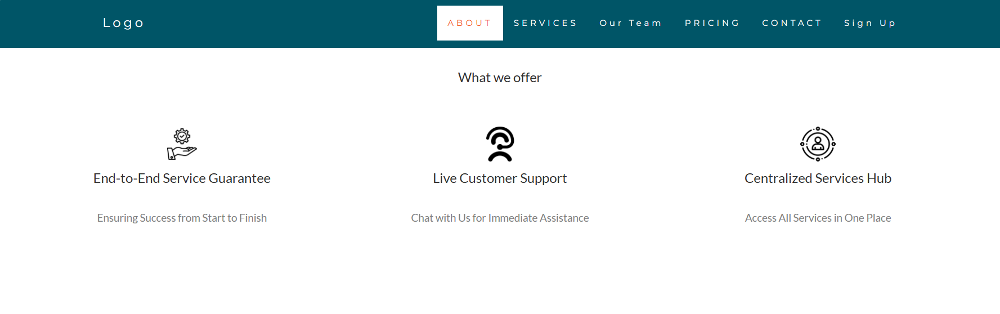 Logo
ABOUT SERVICES Our Team PRICING CONTACT Sign Up
What we offer
End-to-End Service Guarantee
Ensuring Success from Start to Finish
Live Customer Support
Chat with Us for Immediate Assistance
Centralized Services Hub
Access All Services in One Place